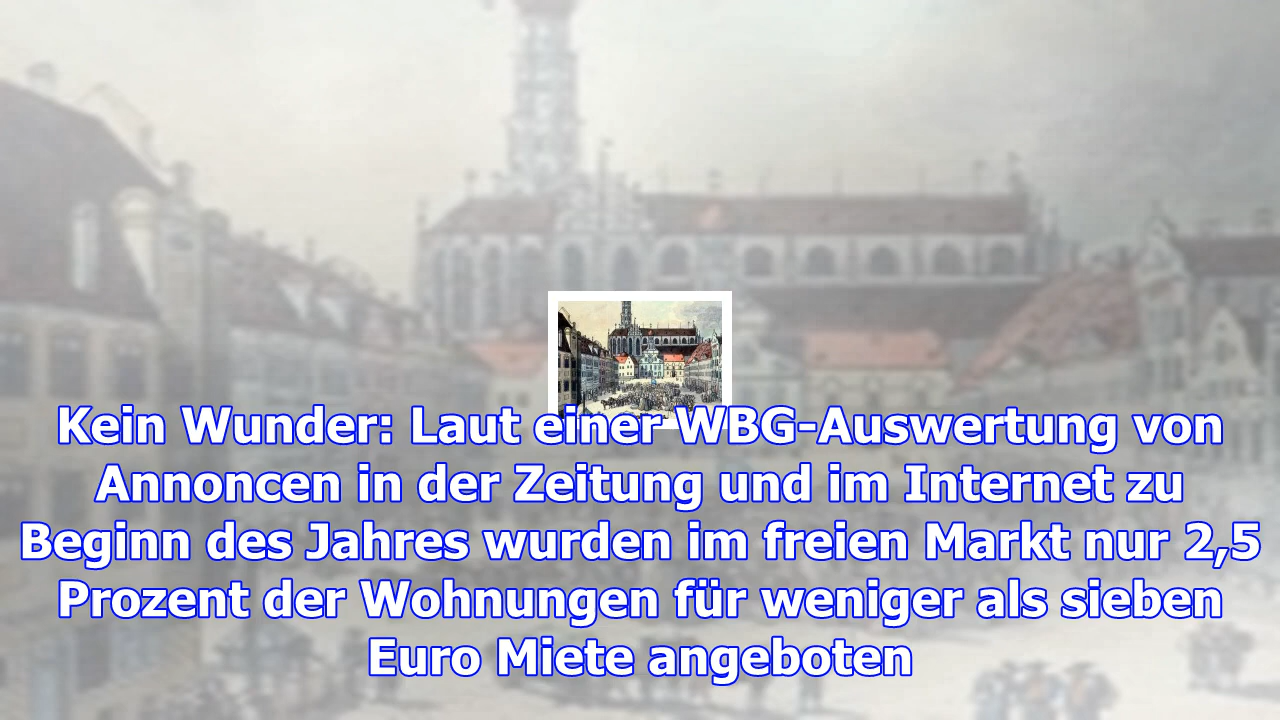 Kein Wunder: Laut einer WBG-Auswertung von
Annoncen in der Zeitung und im Internet zu
Beginn des Jahres wurden im freien Markt nur 2,5
Prozent der Wohnungen für weniger als sieben
Euro Miete angeboten